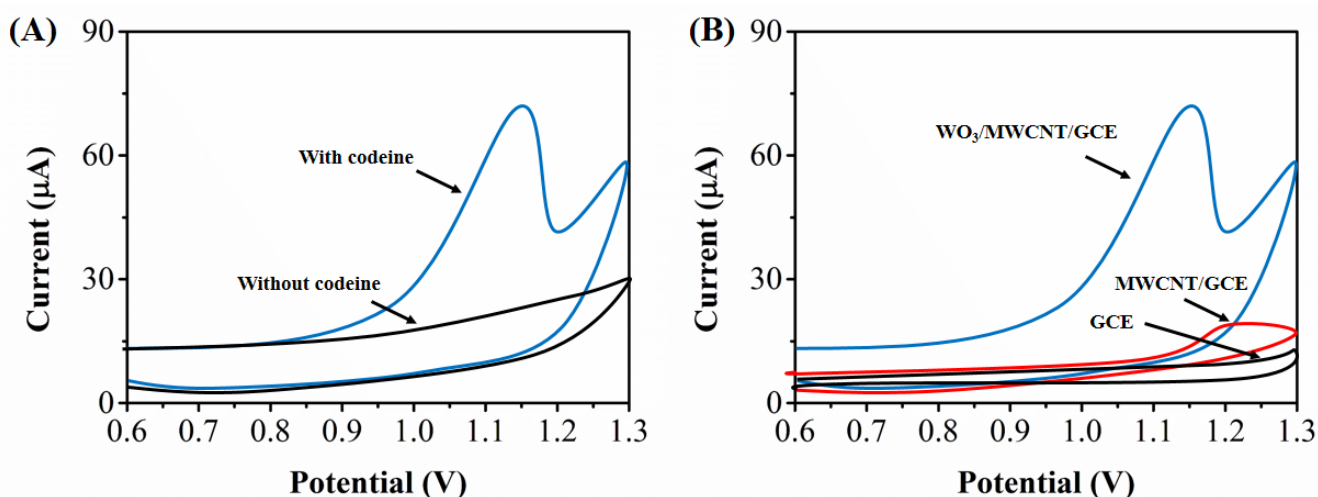 (A)
90
60
30
0
Current (μA)
With codeine
Without codeine
0.6 0.7 0.8 0.9 1.0 1.1 1.2 1.3
Potential (V)
(B)
90
60
30
0
Current (μA)
WO₃/MWCNT/GCE
MWCNT/GCE
GCE
0.6 0.7 0.8 0.9 1.0 1.1 1.2 1.3
Potential (V)